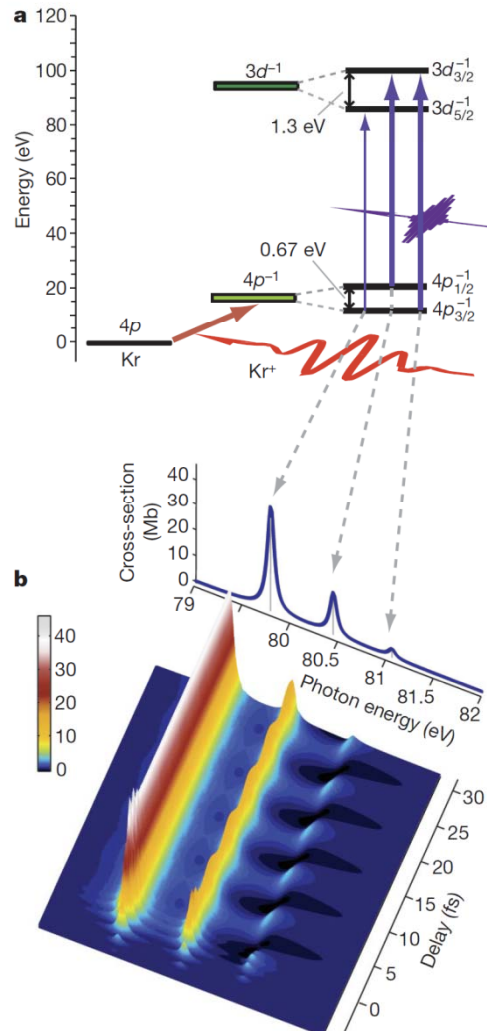 a
120
100
80
60
40
20
0
Energy (eV)
4p
Kr
3d⁻¹
4p⁻¹
Kr⁺
1.3 eV
0.67 eV
3d⁻¹₃/₂
3d⁻¹₅/₂
4p⁻¹₁/₂
4p⁻¹₃/₂
Cross-section
(Mb)
40
30
20
10
0
79
80
80.5
81
81.5
82
Photon energy (eV)
b
40
30
20
10
0
30
25
20
15
10
5
0
Delay (fs)